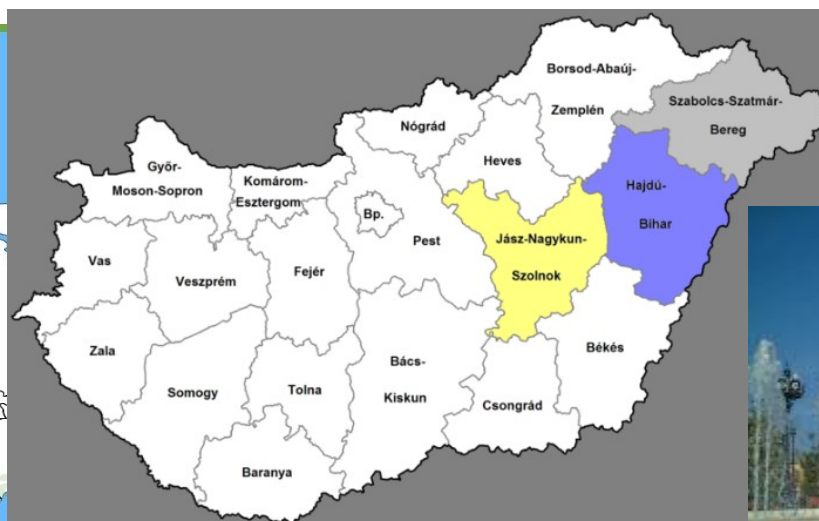 Borsod-Abaúj-
Zemplén
Szabolcs-Szatmár-
Bereg
Nógrád
Heves
Hajdú-
Bihar
Győr-
Moson-Sopron
Komárom-
Esztergom
Bp.
Pest
Jász-Nagykun-
Szolnok
Vas
Veszprém
Fejér
Zala
Somogy
Tolna
Bács-
Kiskun
Békés
Csongrád
Baranya